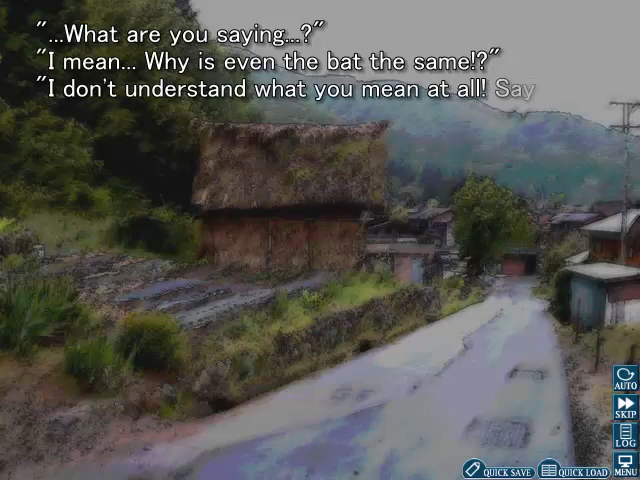 "...What are you saying...?"
"I mean... Why is even the bat the same!?"
"I don't understand what you mean at all! Say
AUTO
SKIP
LOG
MENU
QUICK SAVE
QUICK LOAD